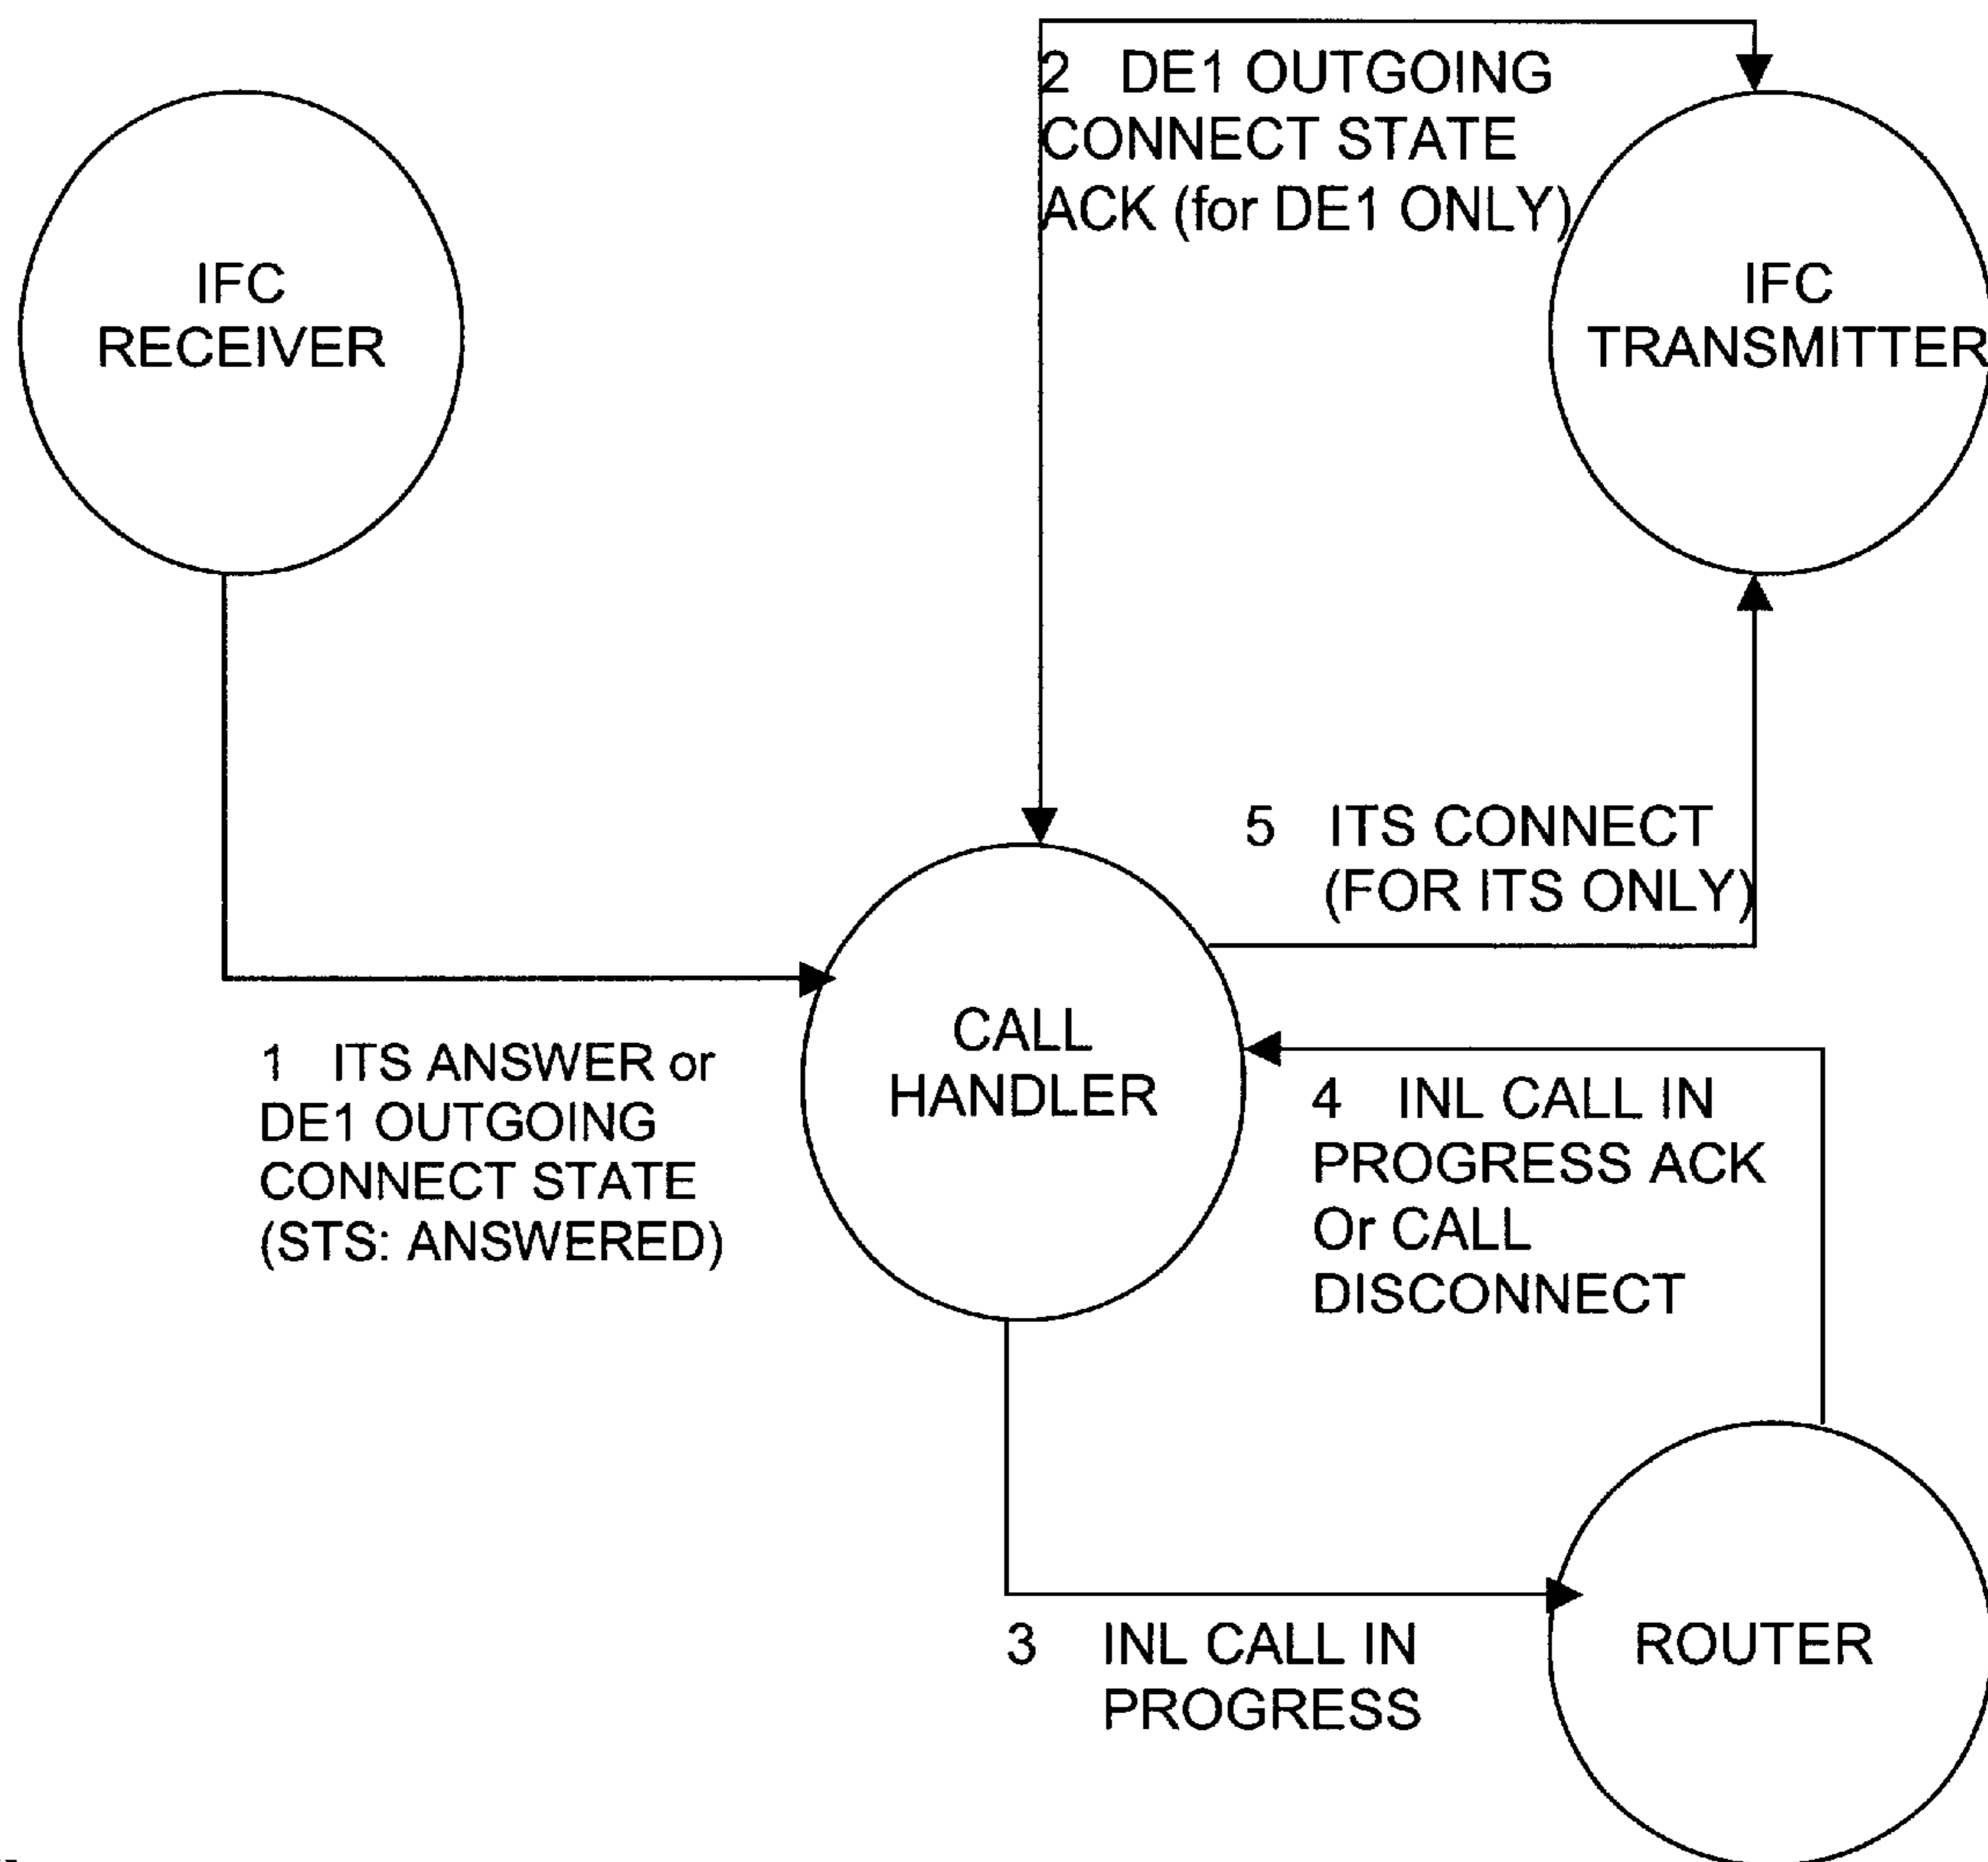 2 DE1 OUTGOING
CONNECT STATE
ACK (for DE1 ONLY)
IFC
RECEIVER
IFC
TRANSMITTER
5 ITS CONNECT
(FOR ITS ONLY)
1 ITS ANSWER or
DE1 OUTGOING
CONNECT STATE
(STS: ANSWERED)
CALL
HANDLER
4 INL CALL IN
PROGRESS ACK
Or CALL
DISCONNECT
3 INL CALL IN
PROGRESS
ROUTER